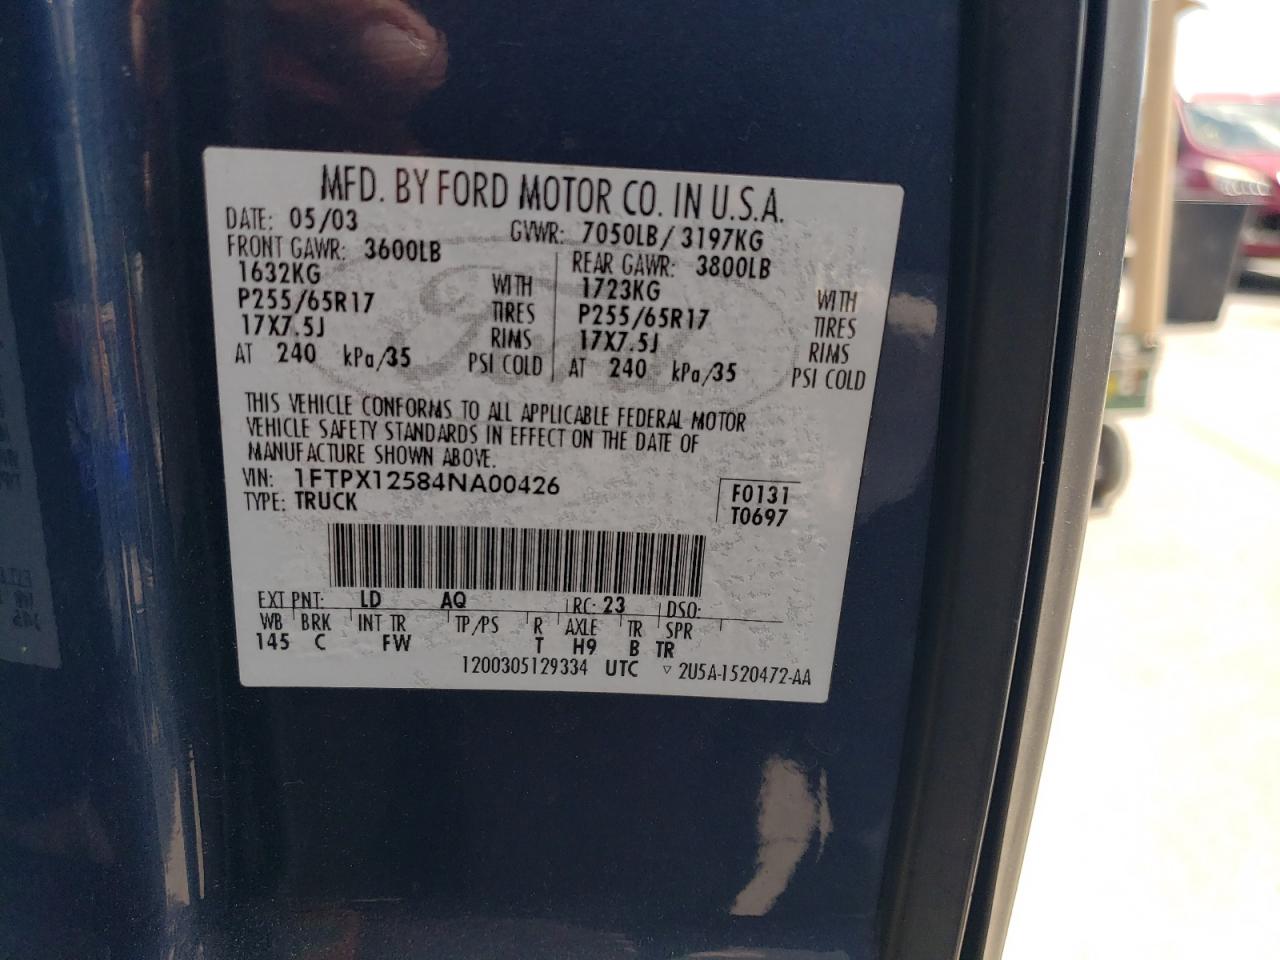 MFD. BY FORD MOTOR CO. IN U.S.A.
DATE: 05/03 GVWR: 7050LB / 3197KG
FRONT GAWR: 3600LB REAR GAWR: 3800LB
1632KG WITH 1723KG WITH
P255/65R17 TIRES P255/65R17 TIRES
17X7.5J RIMS 17X7.5J RIMS
AT 240 kPa/35 PSI COLD AT 240 kPa/35 PSI COLD
THIS VEHICLE CONFORMS TO ALL APPLICABLE FEDERAL MOTOR
VEHICLE SAFETY STANDARDS IN EFFECT ON THE DATE OF
MANUFACTURE SHOWN ABOVE.
VIN: 1FTPX12584NA00426 F0131
TYPE: TRUCK T0697
EXT PNT: LD AQ RC: 23 DSO:
WB BRK INT TR TP/PS R AXLE TR SPR
145 C FW T H9 B TR
1200305129334 UTC ▽ 2U5A-1520472-AA